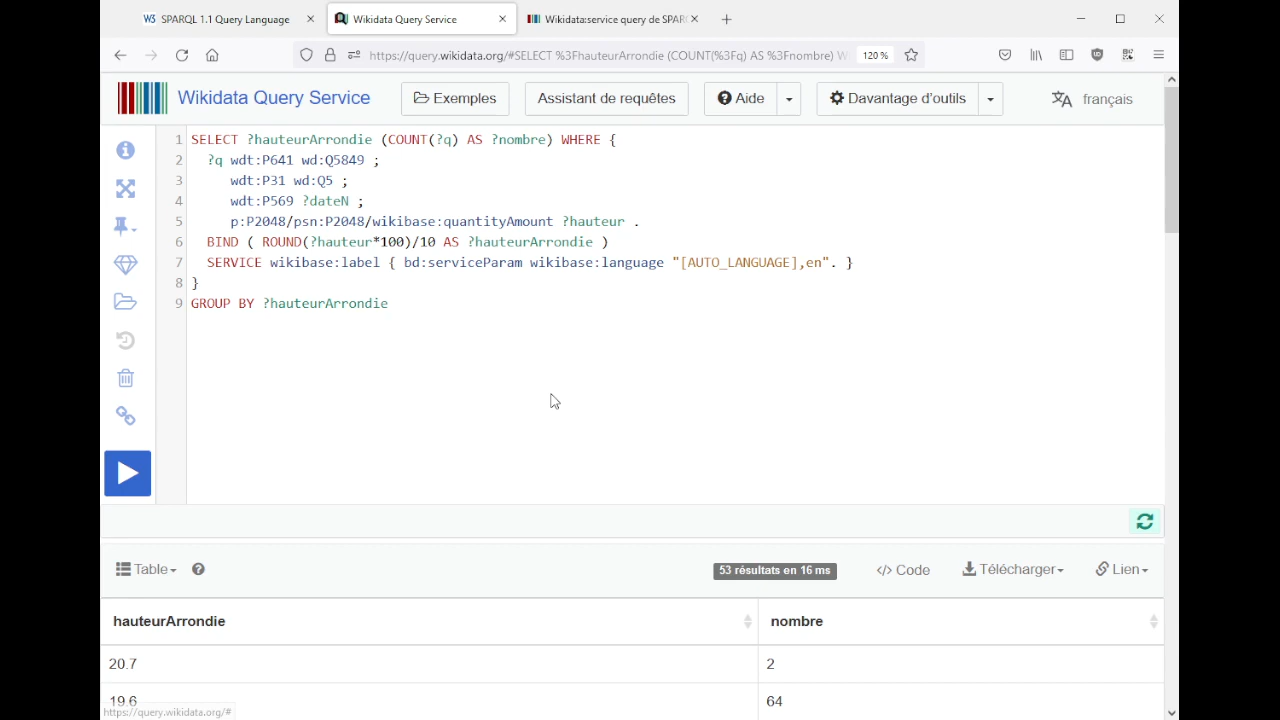 SPARQL 1.1 Query Language
Wikidata Query Service
Wikidata:service query de SPAR
https://query.wikidata.org/#SELECT %3FhauteurArrondie (COUNT(%3Fq) AS %3Fnombre) W
120 %
Wikidata Query Service
Exemples
Assistant de requêtes
Aide
Davantage d'outils
français
1 SELECT ?hauteurArrondie (COUNT(?q) AS ?nombre) WHERE {
2 ?q wdt:P641 wd:Q5849 ;
3 wdt:P31 wd:Q5 ;
4 wdt:P569 ?dateN ;
5 p:P2048/psn:P2048/wikibase:quantityAmount ?hauteur .
6 BIND ( ROUND(?hauteur*100)/10 AS ?hauteurArrondie )
7 SERVICE wikibase:label { bd:serviceParam wikibase:language "[AUTO_LANGUAGE],en". }
8 }
9 GROUP BY ?hauteurArrondie
Table
53 résultats en 16 ms
</> Code
Télécharger
Lien
hauteurArrondie nombre
20.7 2
19.6 64
https://query.wikidata.org/#